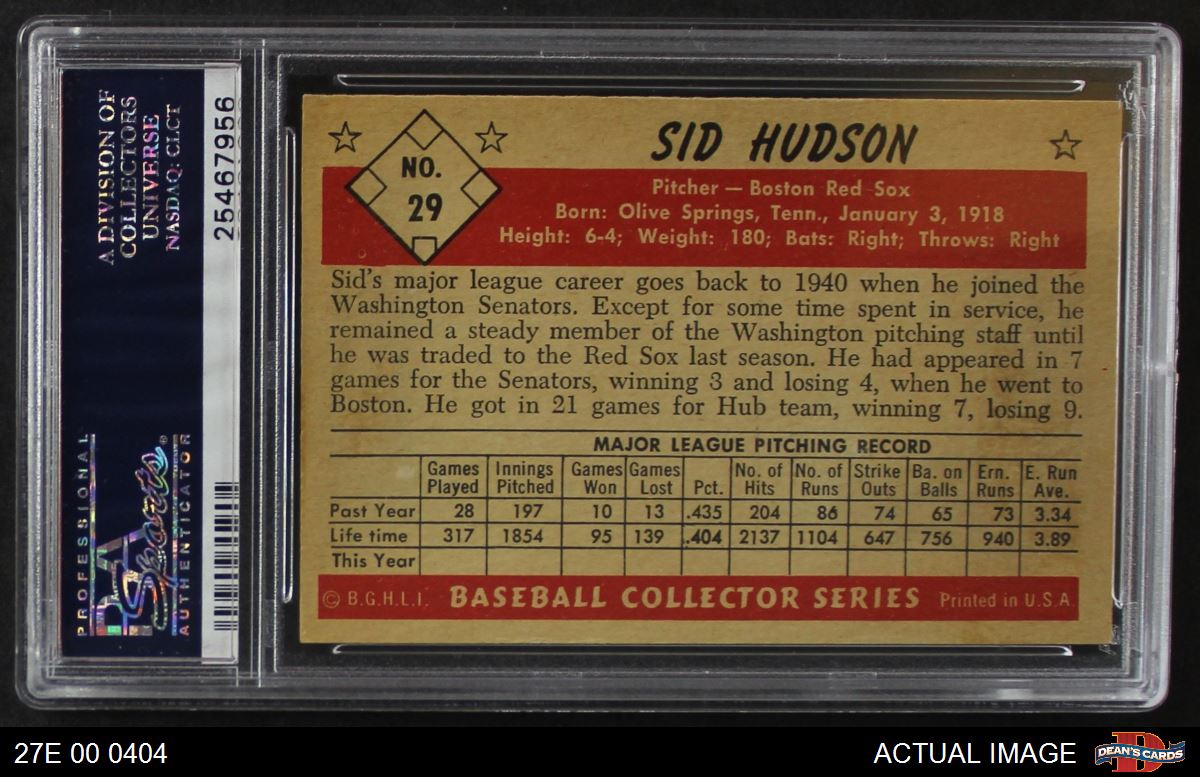 A DIVISION OF
COLLECTORS
UNIVERSE
NASDAQ: CLCT
25467956
PROFESSIONAL
PSA
Sports®
AUTHENTICATOR
NO.
29
SID HUDSON
Pitcher — Boston Red Sox
Born: Olive Springs, Tenn., January 3, 1918
Height: 6-4; Weight: 180; Bats: Right; Throws: Right
Sid's major league career goes back to 1940 when he joined the
Washington Senators. Except for some time spent in service, he
remained a steady member of the Washington pitching staff until
he was traded to the Red Sox last season. He had appeared in 7
games for the Senators, winning 3 and losing 4, when he went to
Boston. He got in 21 games for Hub team, winning 7, losing 9.
MAJOR LEAGUE PITCHING RECORD
Games Played Innings Pitched Games Won Games Lost Pct. No. of Hits No. of Runs Strike Outs Ba. on Balls Ern. Runs E. Run Ave.
Past Year 28 197 10 13 .435 204 86 74 65 73 3.34
Life time 317 1854 95 139 .404 2137 1104 647 756 940 3.89
This Year
© B.G.H.L.I. BASEBALL COLLECTOR SERIES Printed in U.S.A.
27E 00 0404
ACTUAL IMAGE
DEAN'S CARDS